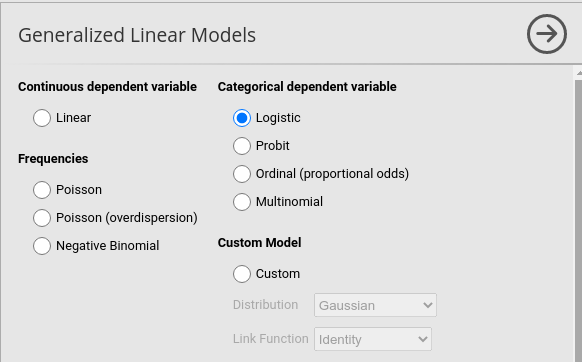 Generalized Linear Models
Continuous dependent variable
Linear
Frequencies
Poisson
Poisson (overdispersion)
Negative Binomial
Categorical dependent variable
Logistic
Probit
Ordinal (proportional odds)
Multinomial
Custom Model
Custom
Distribution Gaussian
Link Function Identity